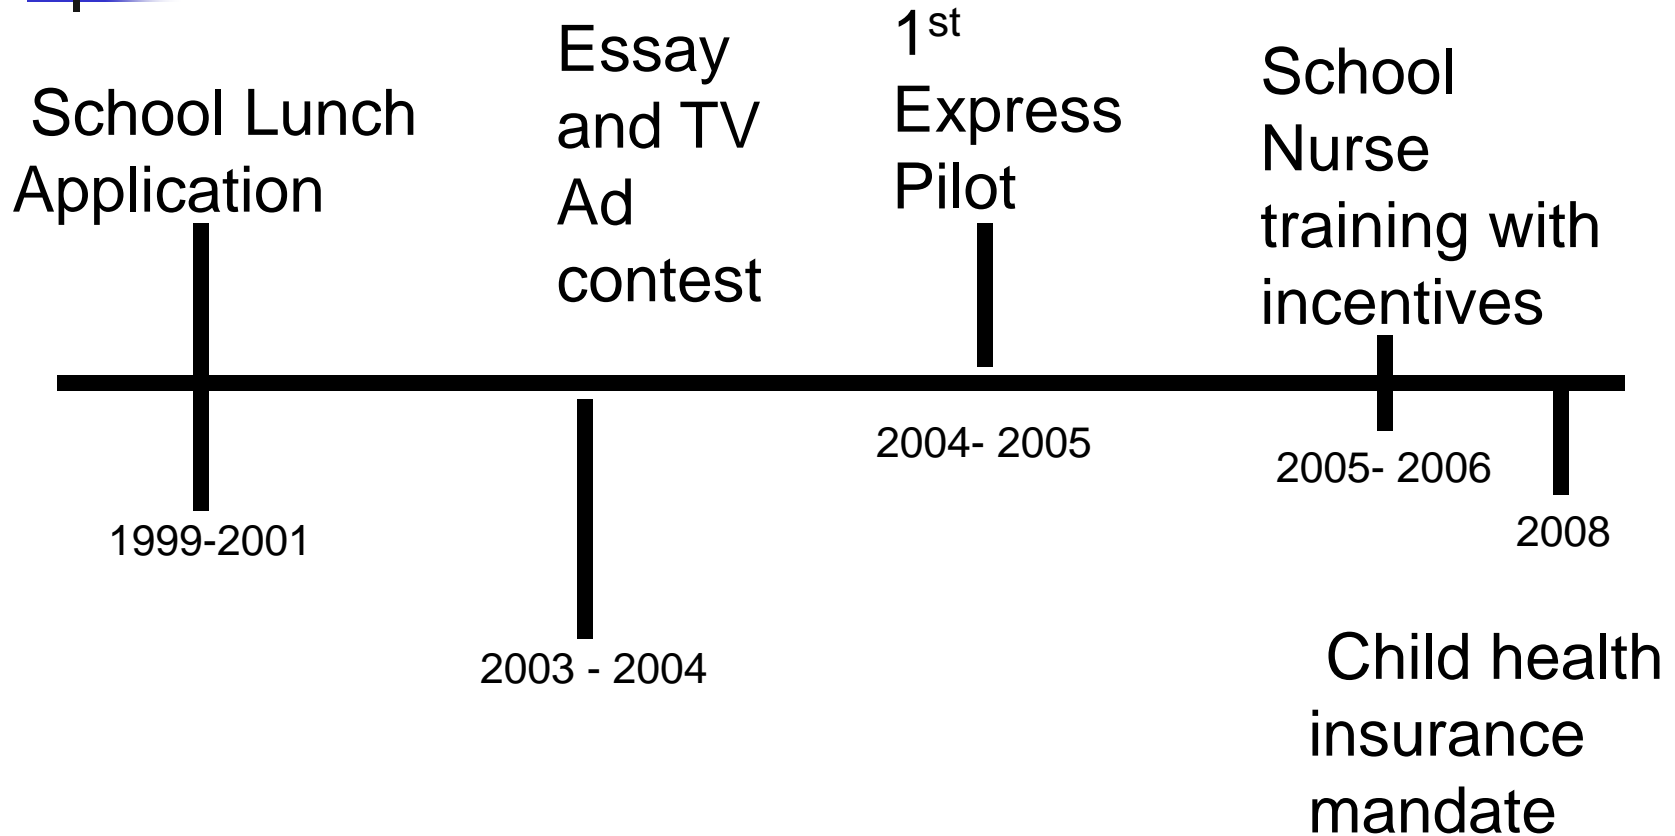 School Lunch
Application
Essay
and TV
Ad
contest
1st
Express
Pilot
School
Nurse
training with
incentives
1999-2001
2003 - 2004
2004- 2005
2005- 2006
2008
Child health
insurance
mandate